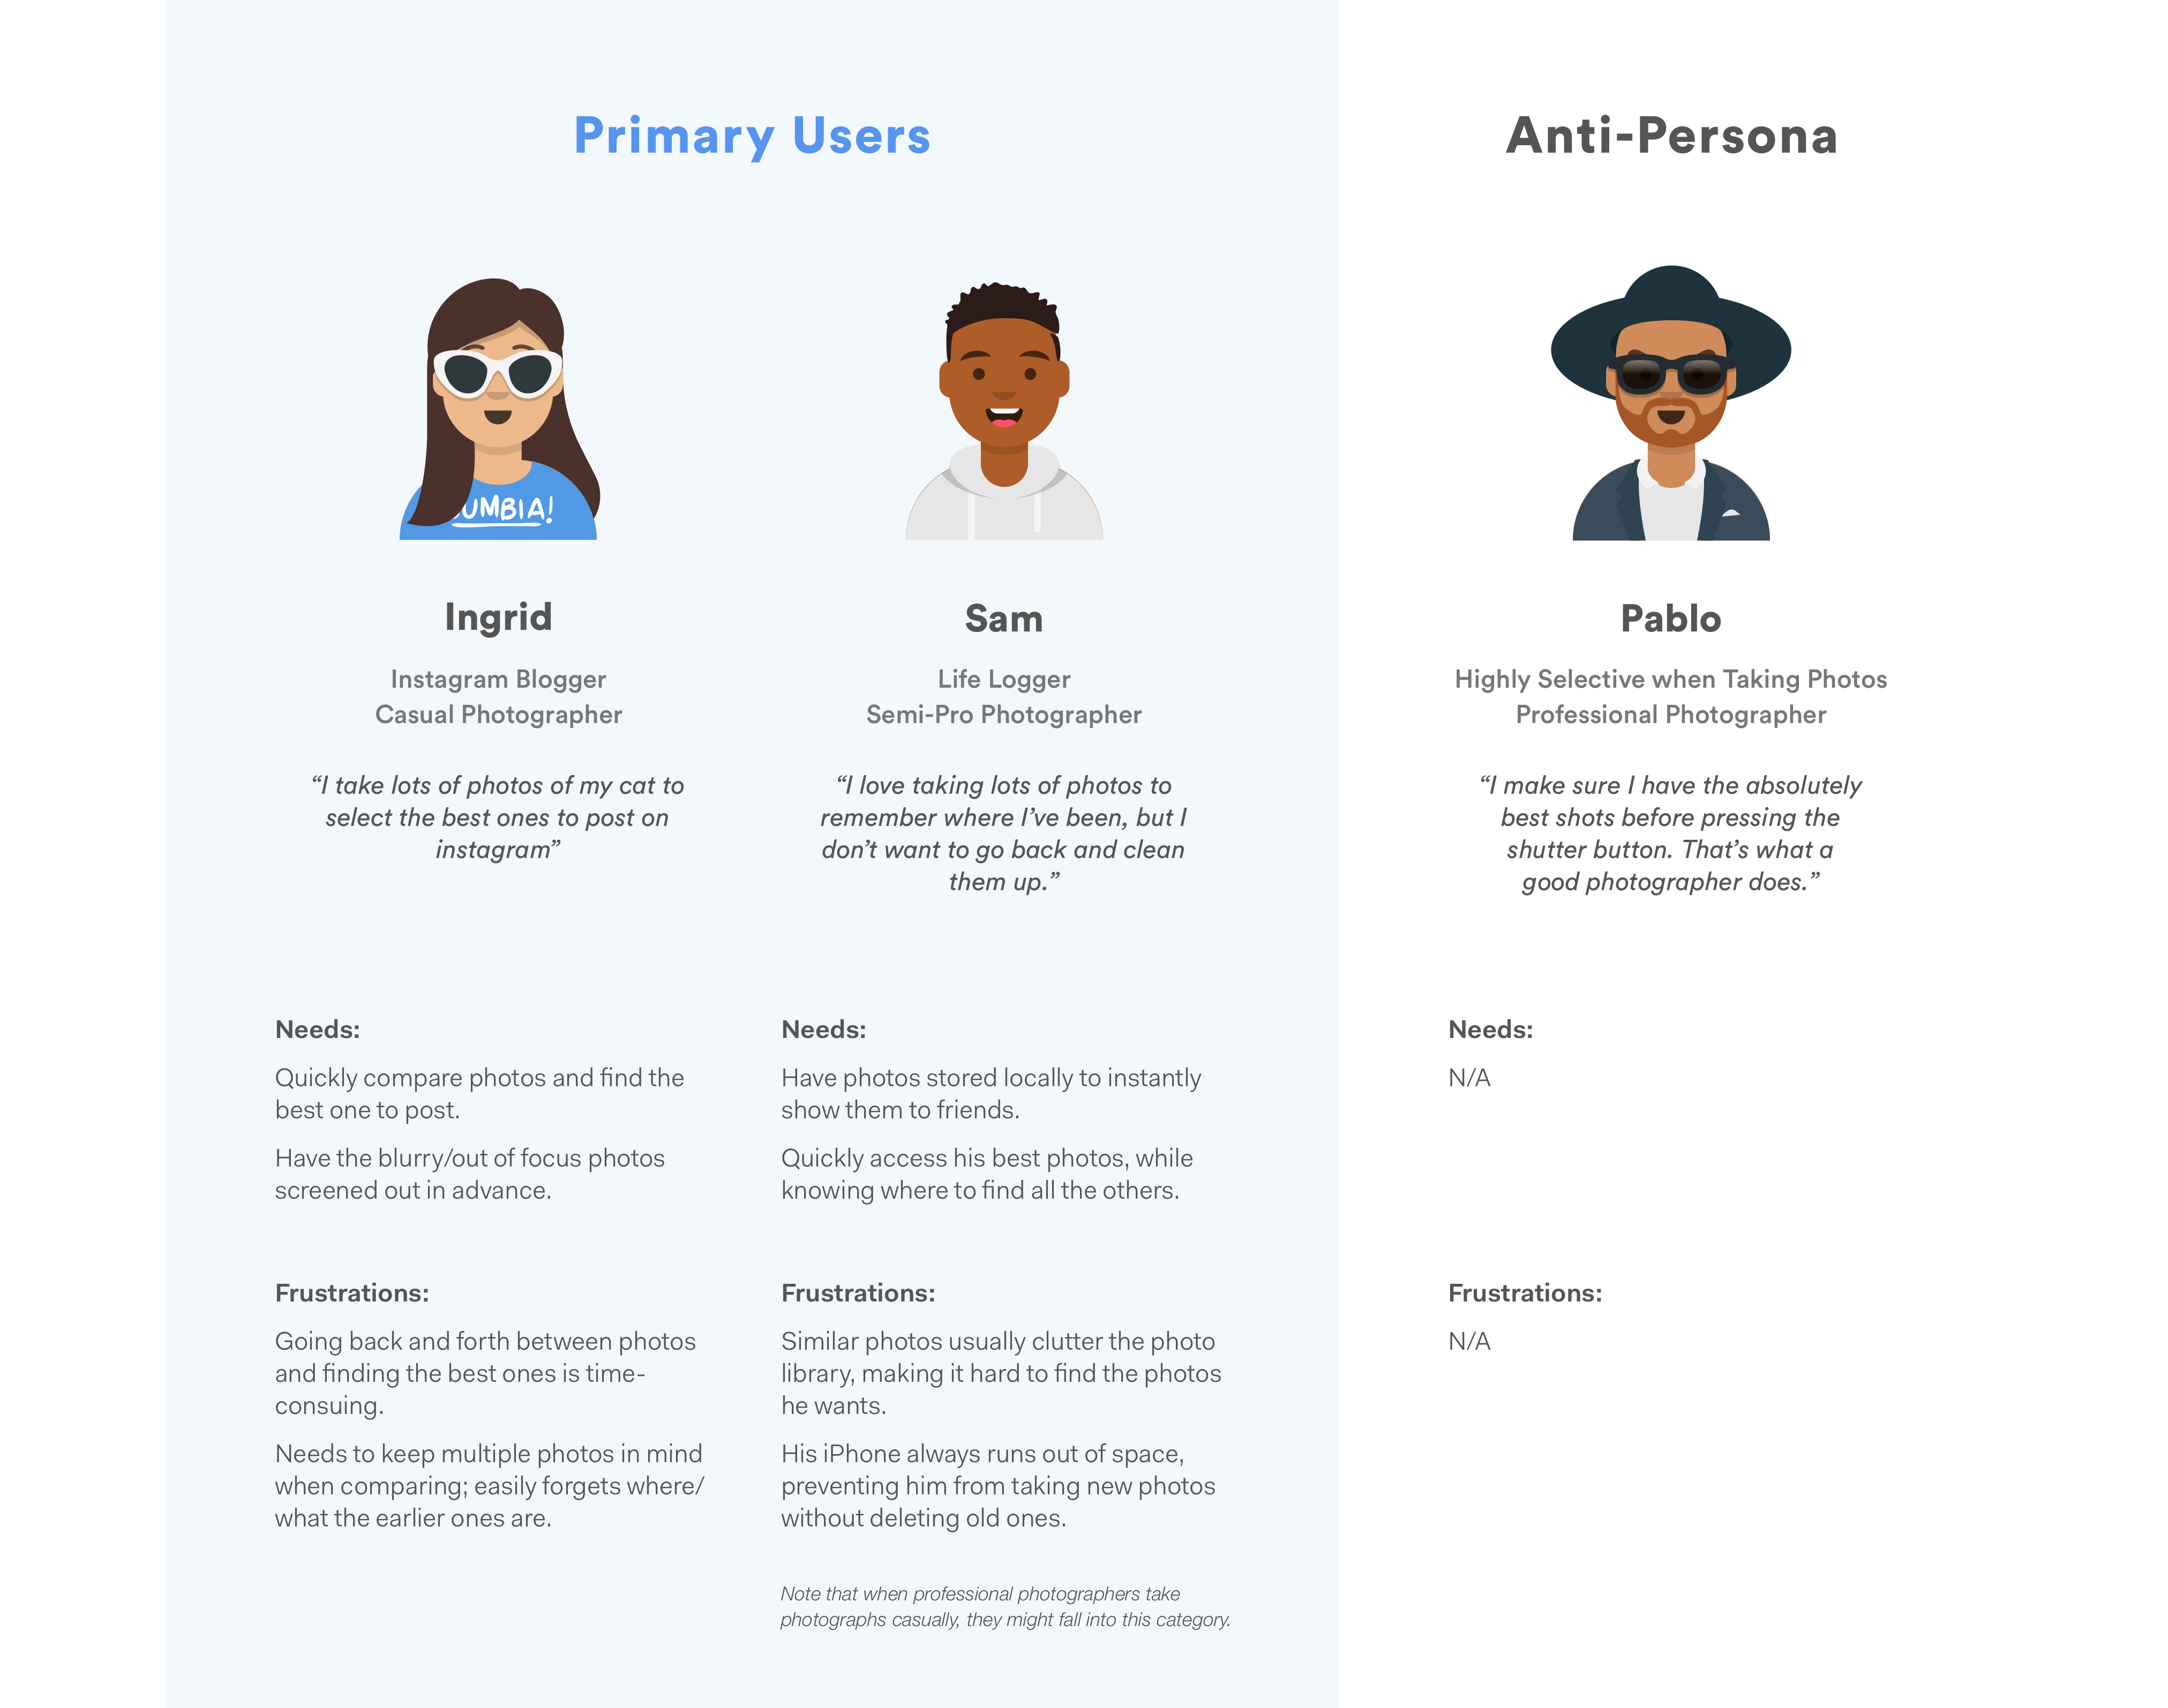 Primary Users
Anti-Persona
UMBIA!
Ingrid
Instagram Blogger
Casual Photographer
“I take lots of photos of my cat to
select the best ones to post on
instagram”
Needs:
Quickly compare photos and find the
best one to post.
Have the blurry/out of focus photos
screened out in advance.
Frustrations:
Going back and forth between photos
and finding the best ones is time-
consuing.
Needs to keep multiple photos in mind
when comparing; easily forgets where/
what the earlier ones are.
Sam
Life Logger
Semi-Pro Photographer
“I love taking lots of photos to
remember where I’ve been, but I
don’t want to go back and clean
them up.”
Needs:
Have photos stored locally to instantly
show them to friends.
Quickly access his best photos, while
knowing where to find all the others.
Frustrations:
Similar photos usually clutter the photo
library, making it hard to find the photos
he wants.
His iPhone always runs out of space,
preventing him from taking new photos
without deleting old ones.
Note that when professional photographers take
photographs casually, they might fall into this category.
Pablo
Highly Selective when Taking Photos
Professional Photographer
“I make sure I have the absolutely
best shots before pressing the
shutter button. That’s what a
good photographer does.”
Needs:
N/A
Frustrations:
N/A